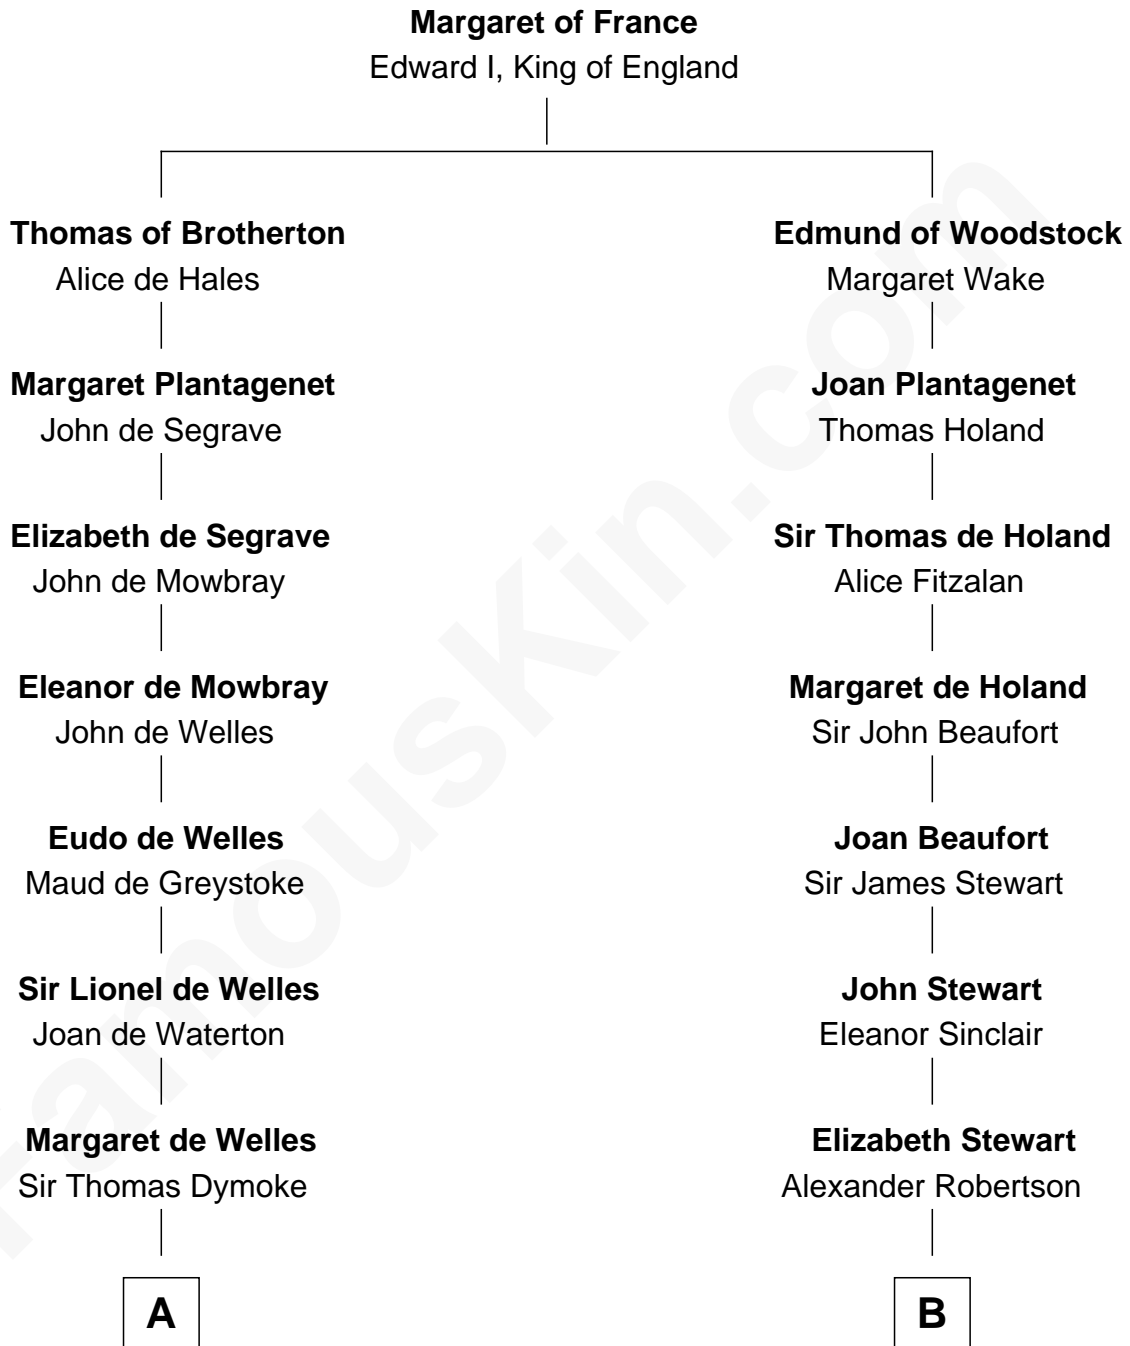 Margaret of France
Edward I, King of England
Thomas of Brotherton
Alice de Hales
Edmund of Woodstock
Margaret Wake
Margaret Plantagenet
John de Segrave
Joan Plantagenet
Thomas Holand
Elizabeth de Segrave
John de Mowbray
Sir Thomas de Holand
Alice Fitzalan
Eleanor de Mowbray
John de Welles
Margaret de Holand
Sir John Beaufort
Eudo de Welles
Maud de Greystoke
Joan Beaufort
Sir James Stewart
Sir Lionel de Welles
Joan de Waterton
John Stewart
Eleanor Sinclair
Margaret de Welles
Sir Thomas Dymoke
Elizabeth Stewart
Alexander Robertson
A
B
FamousKin.com